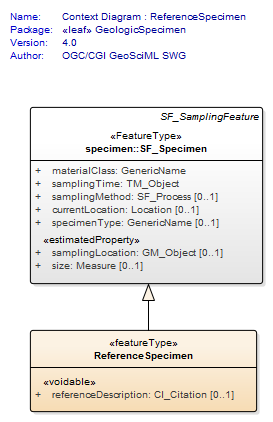 Name: Context Diagram : ReferenceSpecimen
Package: «leaf» GeologicSpecimen
Version: 4.0
Author: OGC/CGI GeoSciML SWG
SF_SamplingFeature
«FeatureType»
specimen::SF_Specimen
+ materialClass: GenericName
+ samplingTime: TM_Object
+ samplingMethod: SF_Process [0..1]
+ currentLocation: Location [0..1]
+ specimenType: GenericName [0..1]
«estimatedProperty»
+ samplingLocation: GM_Object [0..1]
+ size: Measure [0..1]
«featureType»
ReferenceSpecimen
«voidable»
+ referenceDescription: CI_Citation [0..1]